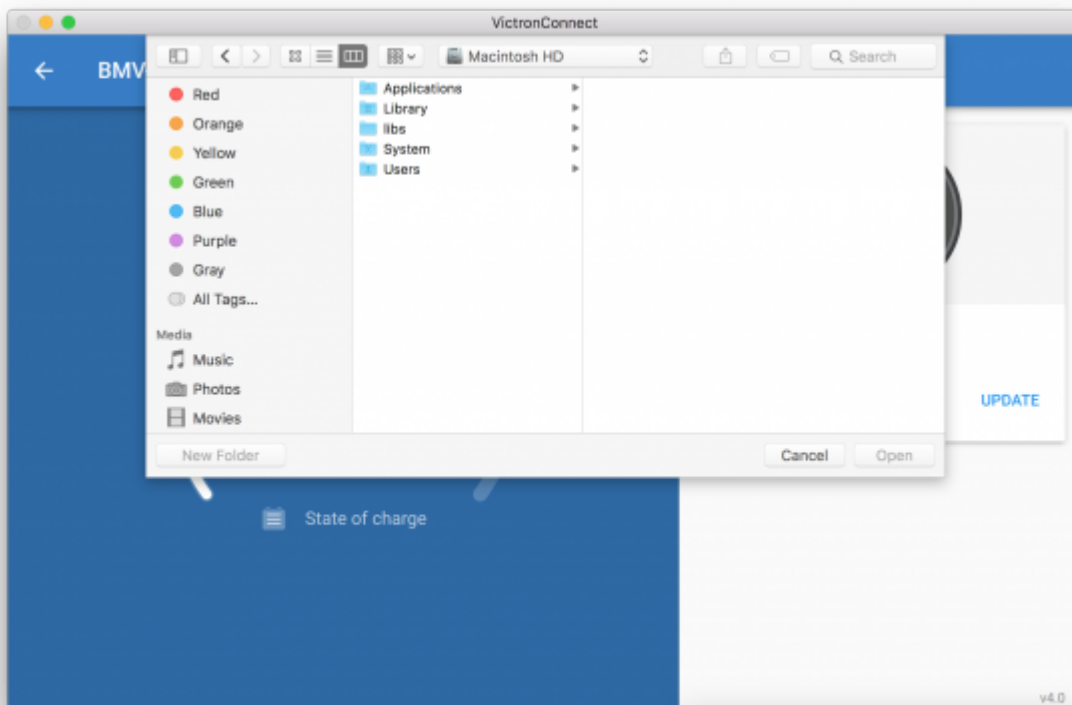 VictronConnect
BMV
Macintosh HD
Search
Red
Orange
Yellow
Green
Blue
Purple
Gray
All Tags...
Media
Music
Photos
Movies
Applications
Library
libs
System
Users
UPDATE
New Folder
Cancel
Open
State of charge
v4.0